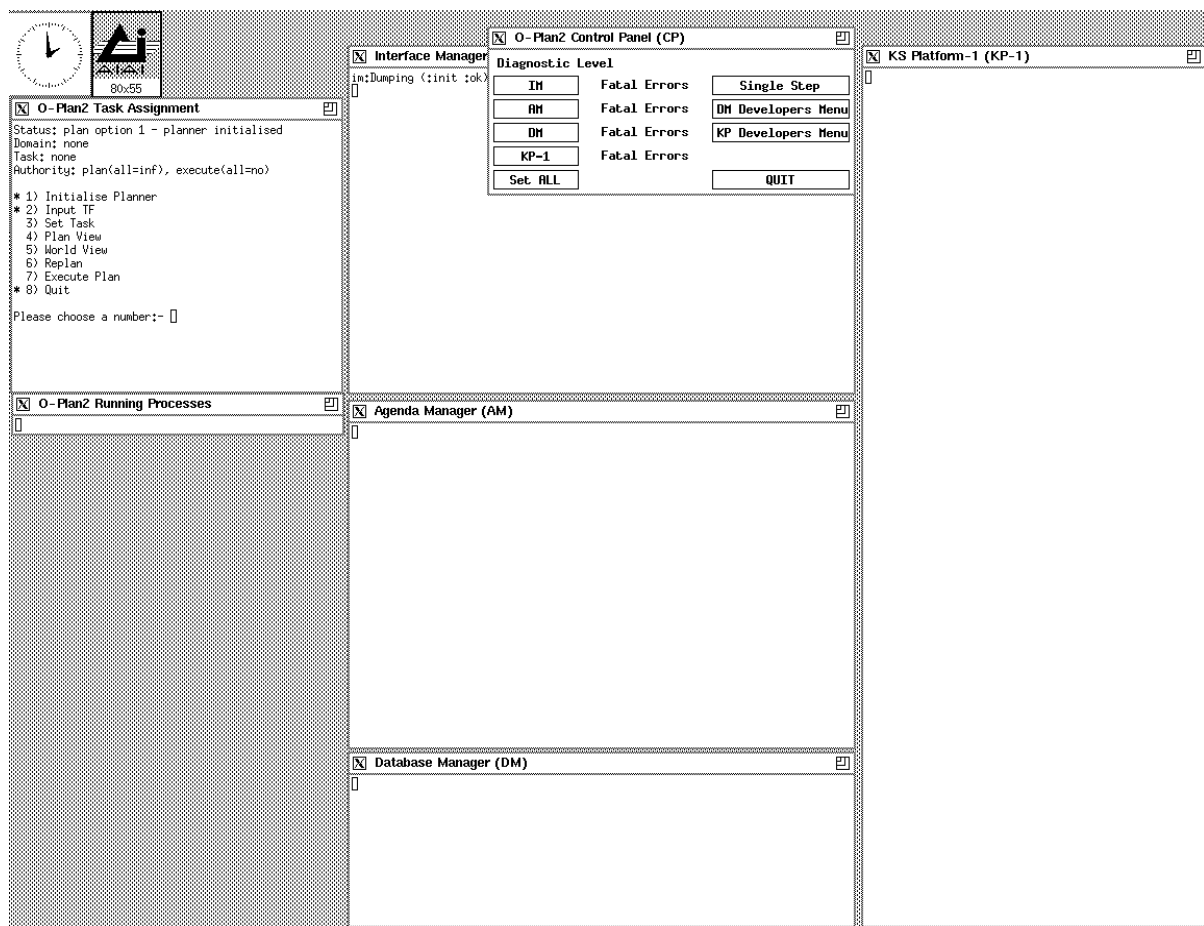 AIAI
80x55
O-Plan2 Task Assignment
Status: plan option 1 - planner initialised
Domain: none
Task: none
Authority: plan(all=inf), execute(all=no)
* 1) Initialise Planner
* 2) Input TF
3) Set Task
4) Plan View
5) World View
6) Replan
7) Execute Plan
* 8) Quit
Please choose a number:-
O-Plan2 Running Processes
Interface Manager
im:Dumping (:init :ok)
O-Plan2 Control Panel (CP)
Diagnostic Level
IM Fatal Errors Single Step
AM Fatal Errors DM Developers Menu
DM Fatal Errors KP Developers Menu
KP-1 Fatal Errors
Set ALL QUIT
Agenda Manager (AM)
Database Manager (DM)
KS Platform-1 (KP-1)